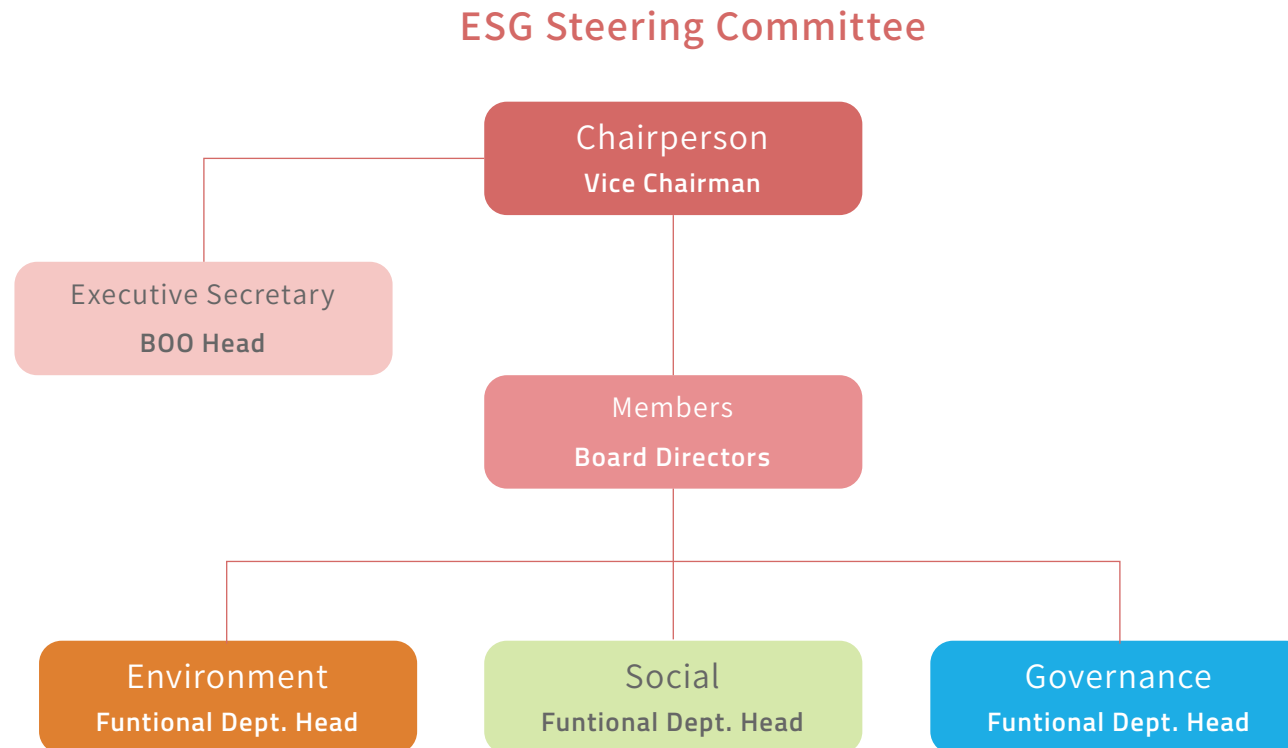 ESG Steering Committee
Chairperson
Vice Chairman
Executive Secretary
BOO Head
Members
Board Directors
Environment
Funtional Dept. Head
Social
Funtional Dept. Head
Governance
Funtional Dept. Head